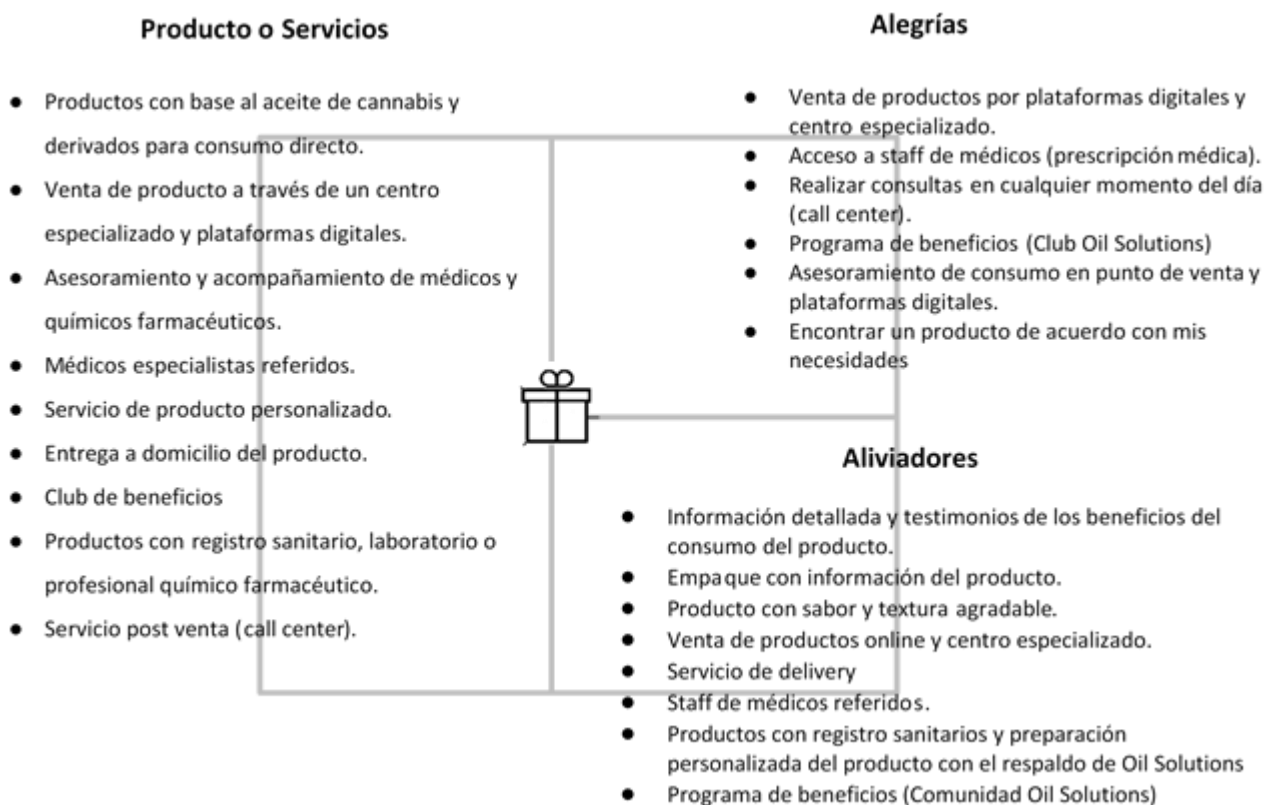 Producto o Servicios
● Productos con base al aceite de cannabis y
derivados para consumo directo.
● Venta de producto a través de un centro
especializado y plataformas digitales.
● Asesoramiento y acompañamiento de médicos y
químicos farmacéuticos.
● Médicos especialistas referidos.
● Servicio de producto personalizado.
● Entrega a domicilio del producto.
● Club de beneficios
● Productos con registro sanitario, laboratorio o
profesional químico farmacéutico.
● Servicio post venta (call center).
Alegrías
● Venta de productos por plataformas digitales y
centro especializado.
● Acceso a staff de médicos (prescripción médica).
● Realizar consultas en cualquier momento del día
(call center).
● Programa de beneficios (Club Oil Solutions)
● Asesoramiento de consumo en punto de venta y
plataformas digitales.
● Encontrar un producto de acuerdo con mis
necesidades
Aliviadores
● Información detallada y testimonios de los beneficios del
consumo del producto.
● Empaque con información del producto.
● Producto con sabor y textura agradable.
● Venta de productos online y centro especializado.
● Servicio de delivery
● Staff de médicos referidos.
● Productos con registro sanitarios y preparación
personalizada del producto con el respaldo de Oil Solutions
● Programa de beneficios (Comunidad Oil Solutions)